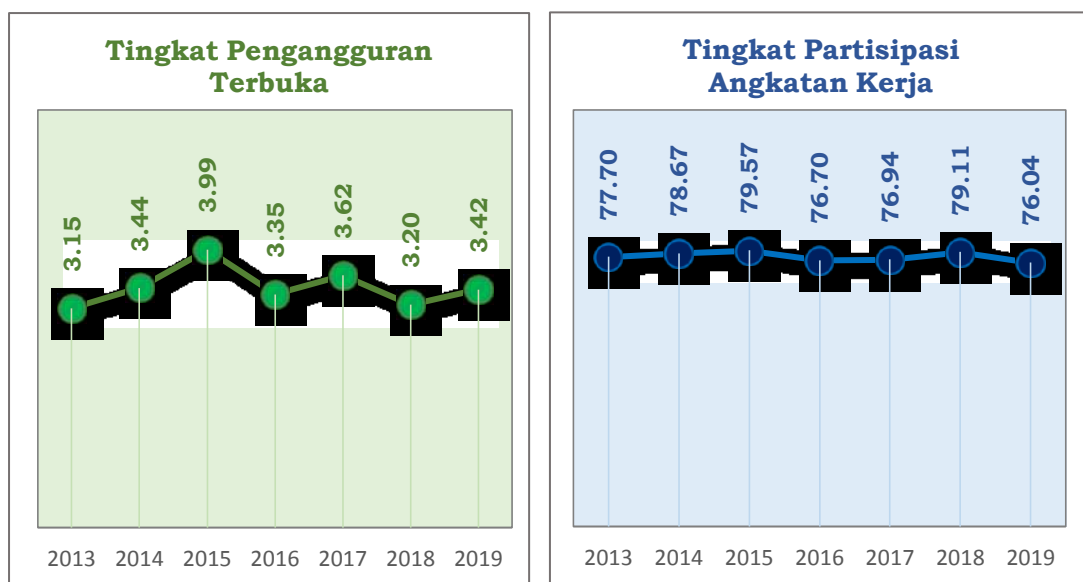 Tingkat Pengangguran
Terbuka
3.15 3.44 3.99 3.35 3.62 3.20 3.42
2013 2014 2015 2016 2017 2018 2019
Tingkat Partisipasi
Angkatan Kerja
77.70 78.67 79.57 76.70 76.94 79.11 76.04
2013 2014 2015 2016 2017 2018 2019